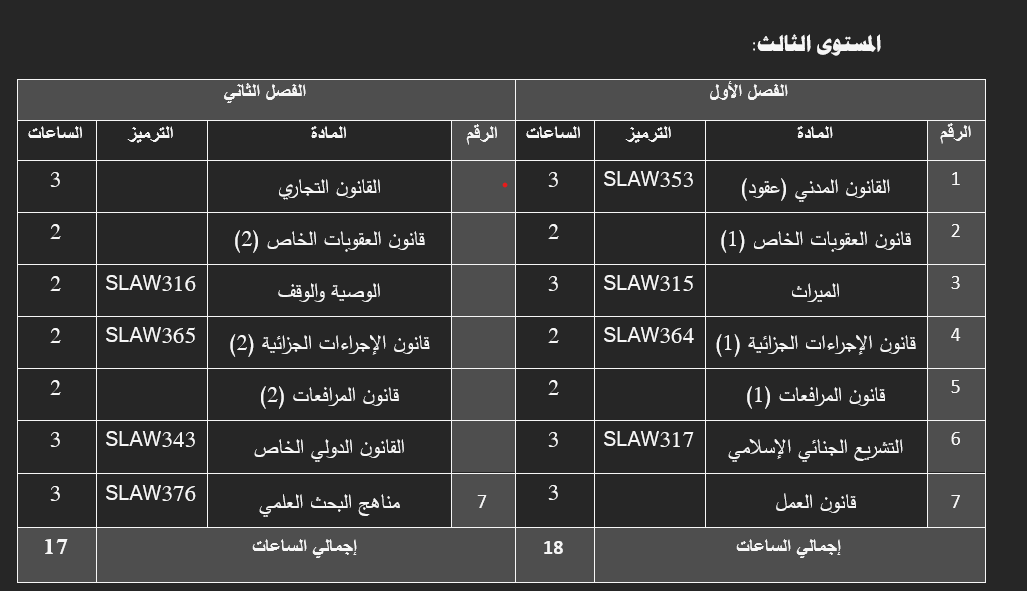 المستوى الثالث:
الفصل الأول الفصل الثاني
الرقم المادة الترميز الساعات الرقم المادة الترميز الساعات
1 القانون المدني (عقود) SLAW353 3 القانون التجاري 3
2 قانون العقوبات الخاص (1) 2 قانون العقوبات الخاص (2) 2
3 الميراث SLAW315 3 الوصية والوقف SLAW316 2
4 قانون الإجراءات الجزائية (1) SLAW364 2 قانون الإجراءات الجزائية (2) SLAW365 2
5 قانون المرافعات (1) 2 قانون المرافعات (2) 2
6 التشريع الجنائي الإسلامي SLAW317 3 القانون الدولي الخاص SLAW343 3
7 قانون العمل 3 7 مناهج البحث العلمي SLAW376 3
إجمالي الساعات 18 إجمالي الساعات 17